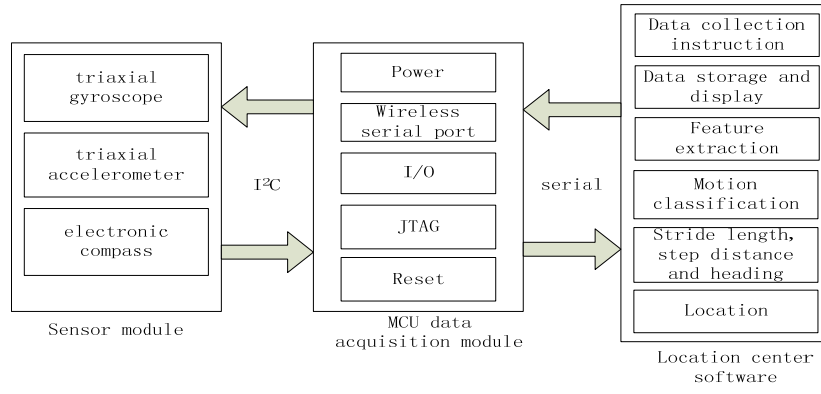 triaxial
gyroscope
triaxial
accelerometer
electronic
compass
Sensor module
I²C
Power
Wireless
serial port
I/O
JTAG
Reset
MCU data
acquisition module
serial
Data collection
instruction
Data storage and
display
Feature
extraction
Motion
classification
Stride length,
step distance
and heading
Location
Location center
software